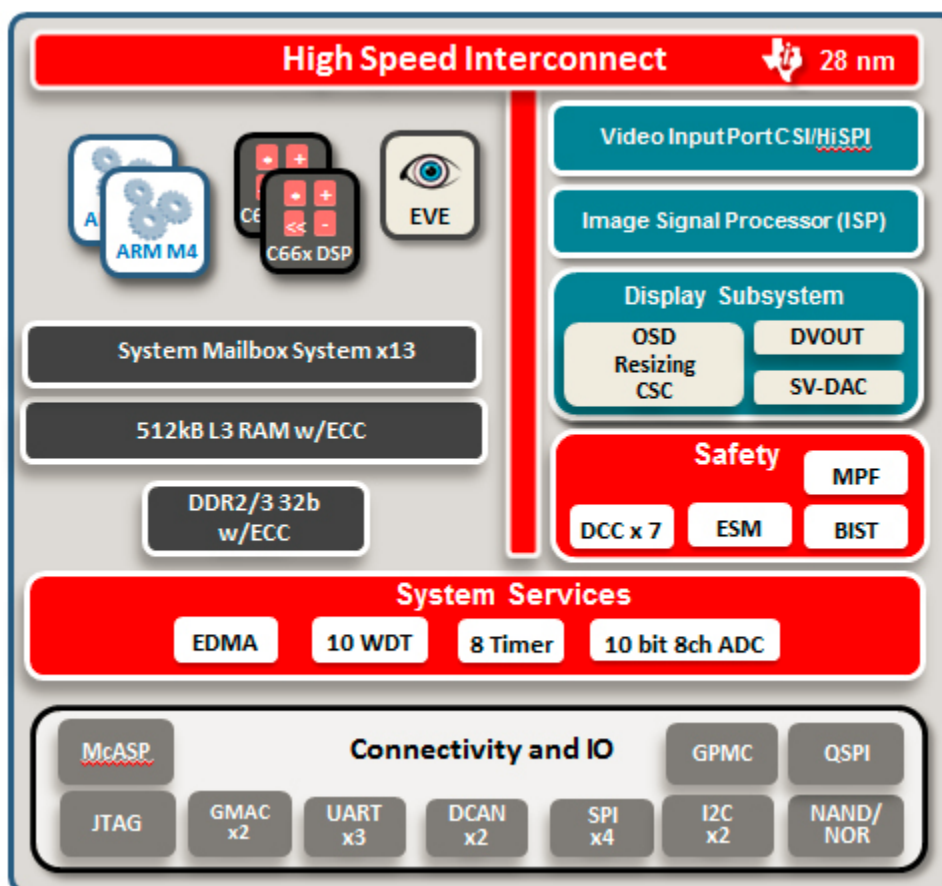 High Speed Interconnect
28 nm
ARM M4
C66x DSP
EVE
Video Input Port CSI/HiSPI
Image Signal Processor (ISP)
Display Subsystem
OSD
Resizing
CSC
DVOUT
SV-DAC
System Mailbox System x13
512kB L3 RAM w/ECC
DDR2/3 32b
w/ECC
Safety
MPF
DCC x 7
ESM
BIST
System Services
EDMA
10 WDT
8 Timer
10 bit 8ch ADC
Connectivity and IO
McASP
GPMC
QSPI
JTAG
GMAC
x2
UART
x3
DCAN
x2
SPI
x4
I2C
x2
NAND/
NOR